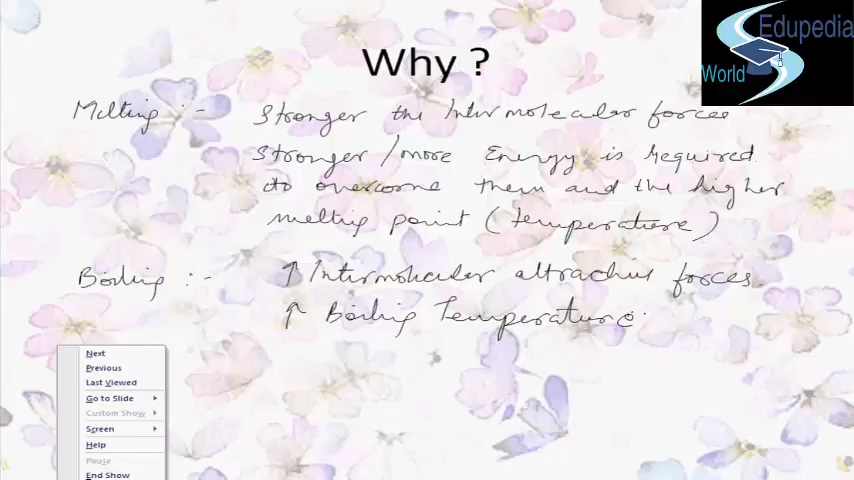 Why ?
Edupedia
World
Melting :- Stronger the Intermolecular forces
Stronger / more Energy is required
to overcome them and the higher
melting point (temperature)
Boiling :- ↑ Intermolecular attractive forces
↑ Boiling Temperature.
Next
Previous
Last Viewed
Go to Slide
Custom Show
Screen
Help
Pause
End Show